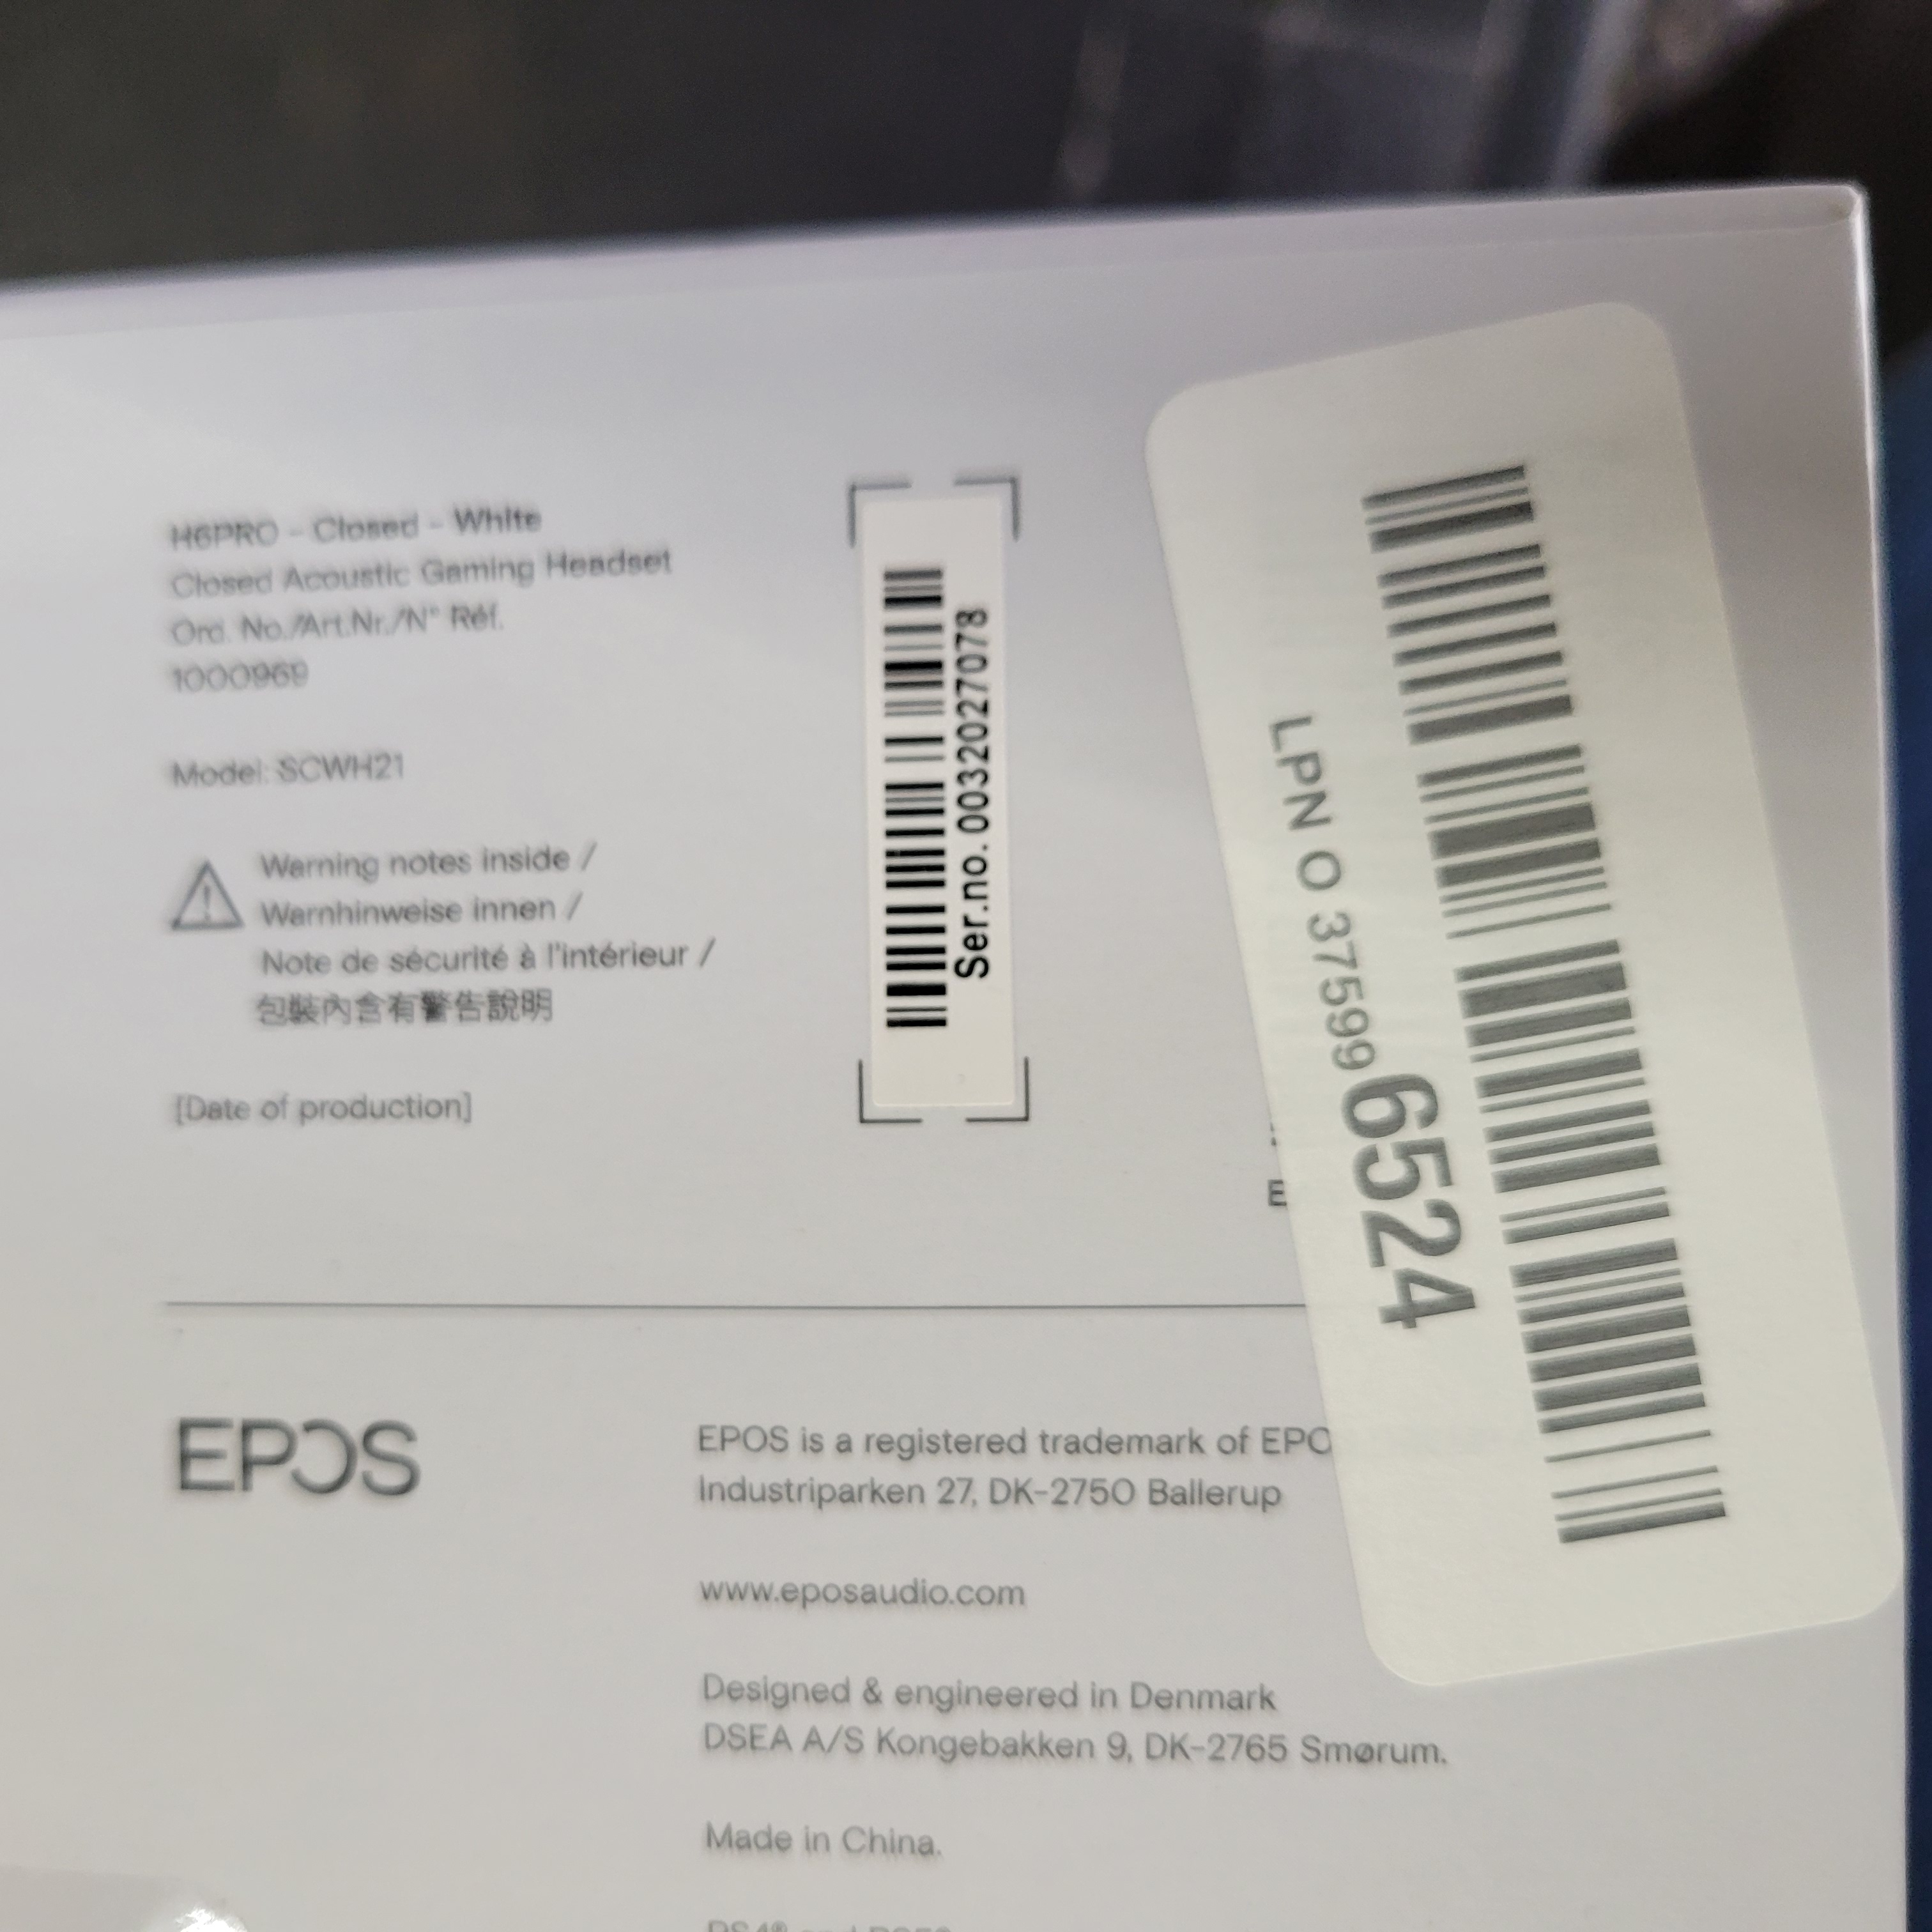 H6PRO - Closed - White
Closed Acoustic Gaming Headset
Ord. No./Art.Nr./N° Réf.
1000969
Model: SCWH21
Warning notes inside /
Warnhinweise innen /
Note de sécurité à l'intérieur /
包裝內含有警告說明
[Date of production]
Ser.no. 0032027078
LPN O 375996524
E
EPOS
EPOS is a registered trademark of EPO
Industriparken 27, DK-2750 Ballerup
www.eposaudio.com
Designed & engineered in Denmark
DSEA A/S Kongebakken 9, DK-2765 Smørum.
Made in China.